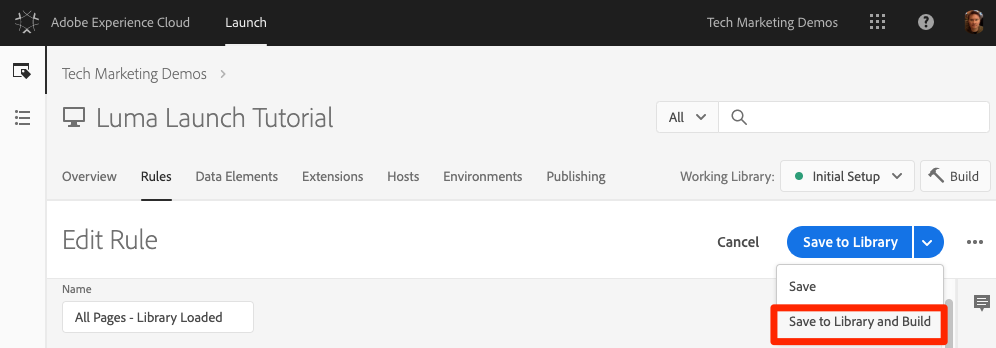 Adobe Experience Cloud Launch Tech Marketing Demos
Tech Marketing Demos
Luma Launch Tutorial
All
Overview Rules Data Elements Extensions Hosts Environments Publishing Working Library: Initial Setup Build
Edit Rule
Cancel Save to Library
Save
Name
All Pages - Library Loaded
Save to Library and Build